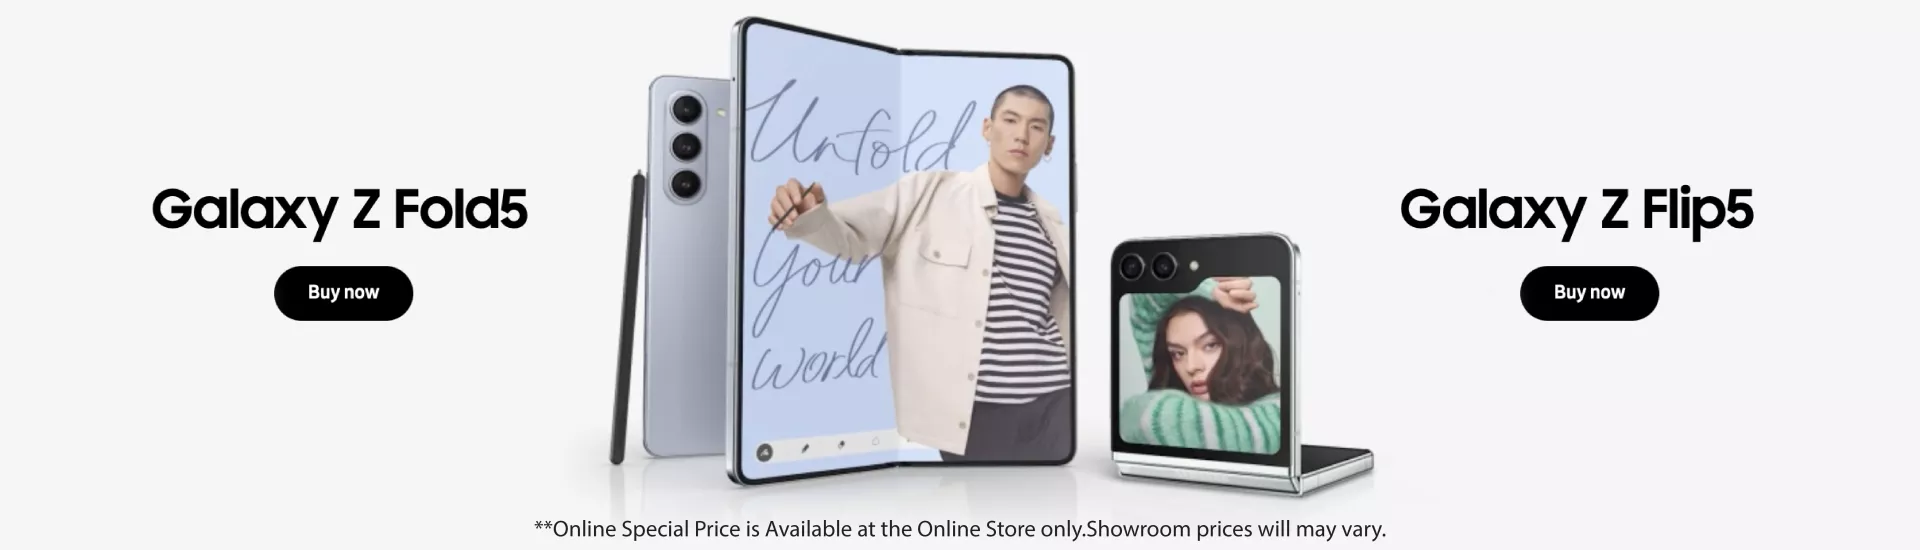 Galaxy Z Fold5
Buy now
Unfold
Your
world
Galaxy Z Flip5
Buy now
**Online Special Price is Available at the Online Store only.Showroom prices will may vary.